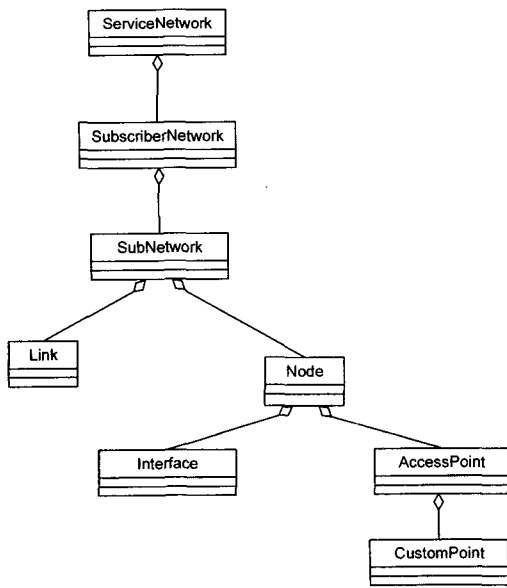 ServiceNetwork
SubscriberNetwork
SubNetwork
Link
Node
Interface
AccessPoint
CustomPoint